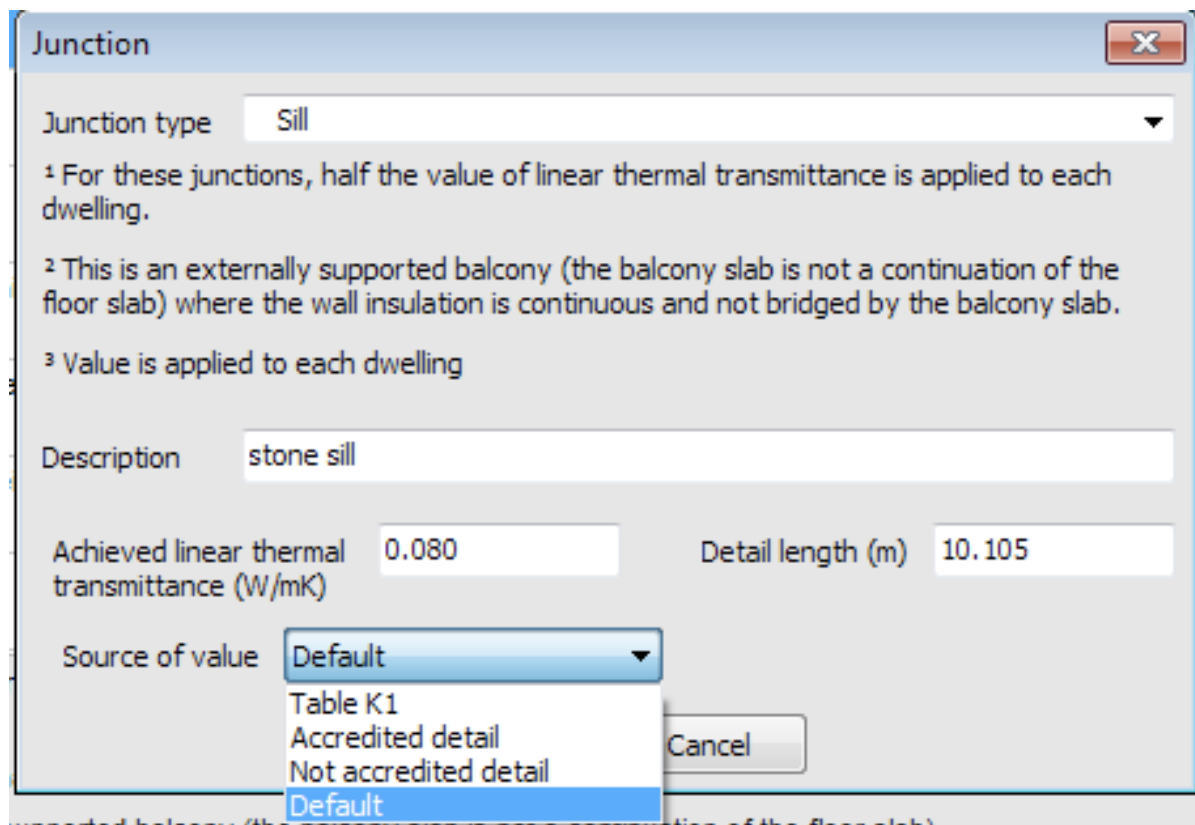 Junction
Junction type Sill
¹ For these junctions, half the value of linear thermal transmittance is applied to each
dwelling.
² This is an externally supported balcony (the balcony slab is not a continuation of the
floor slab) where the wall insulation is continuous and not bridged by the balcony slab.
³ Value is applied to each dwelling
Description stone sill
Achieved linear thermal 0.080 Detail length (m) 10.105
transmittance (W/mK)
Source of value Default
Table K1
Accredited detail
Not accredited detail
Cancel
Default